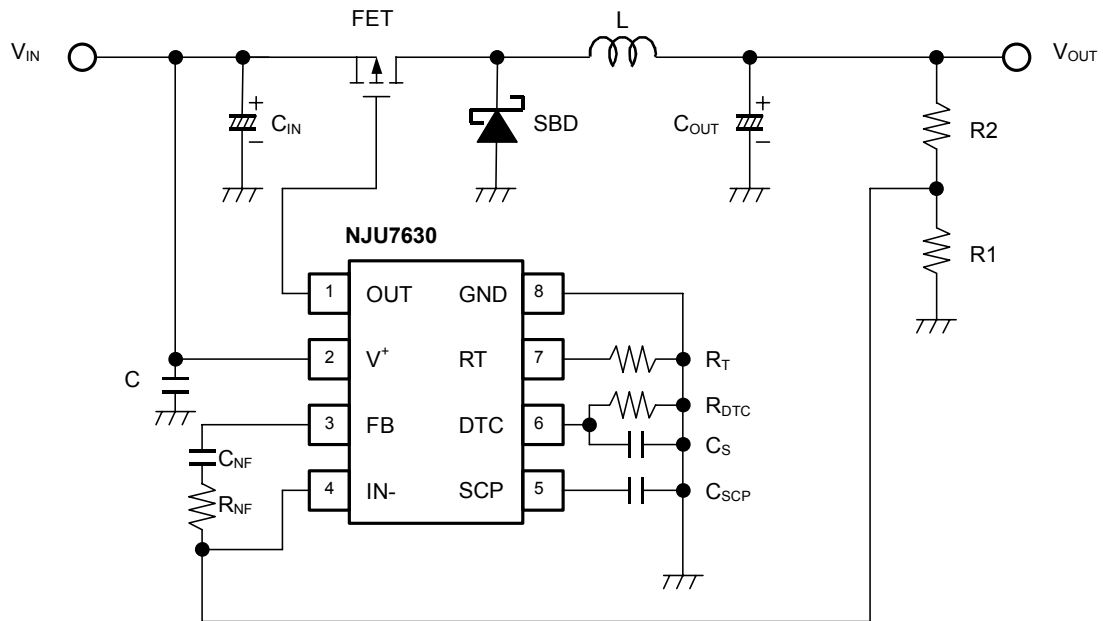 FET
V_IN
L
V_OUT
+
C_IN
−
SBD
C_OUT
+
−
R2
R1
NJU7630
1 OUT GND 8
2 V⁺ RT 7 R_T
C
R_DTC
3 FB DTC 6
C_NF C_S
4 IN- SCP 5 C_SCP
R_NF